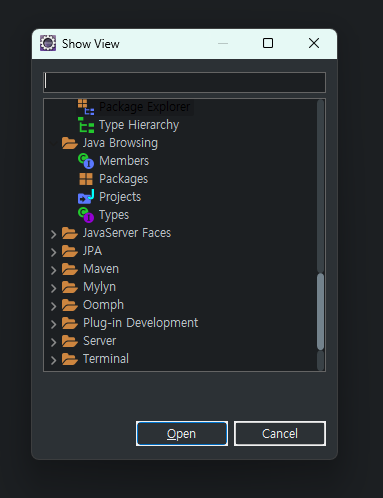 Show View
Package Explorer
Type Hierarchy
Java Browsing
Members
Packages
Projects
Types
JavaServer Faces
JPA
Maven
Mylyn
Oomph
Plug-in Development
Server
Terminal
Open
Cancel